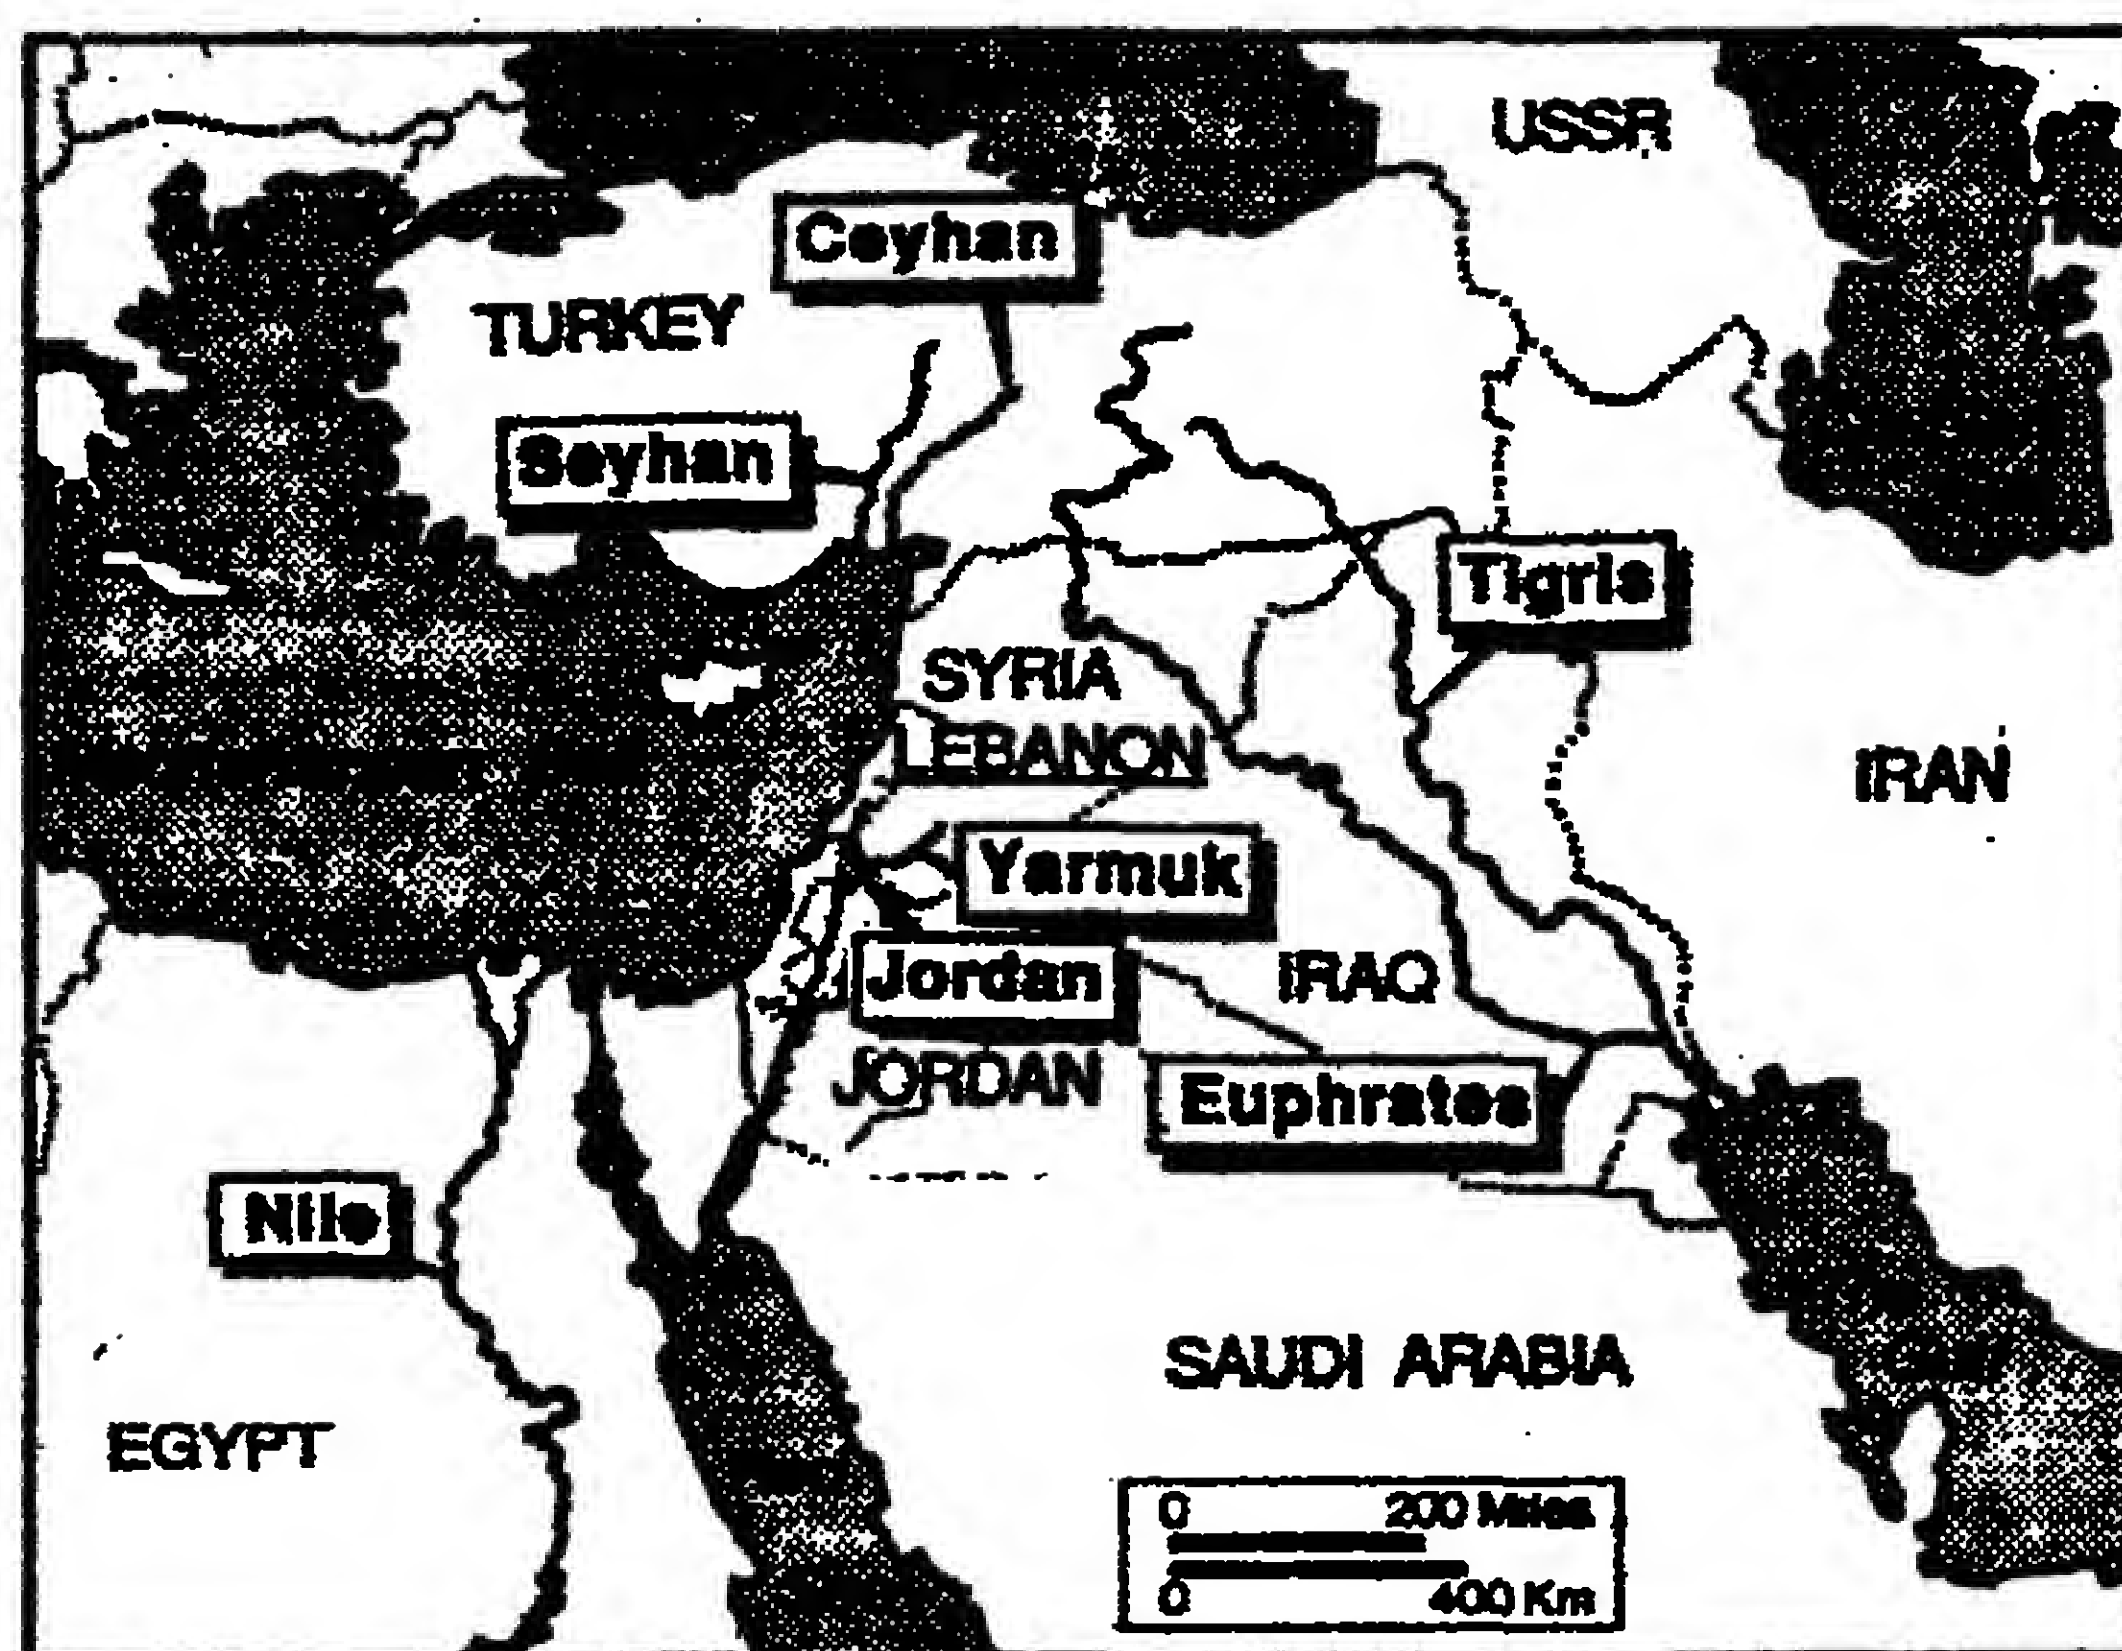 USSR
Ceyhan
TURKEY
Seyhan
Tigris
SYRIA
LEBANON
IRAN
Yarmuk
IRAQ
Jordan
JORDAN
Euphrates
Nile
SAUDI ARABIA
EGYPT
0 200 Miles
0 400 Km